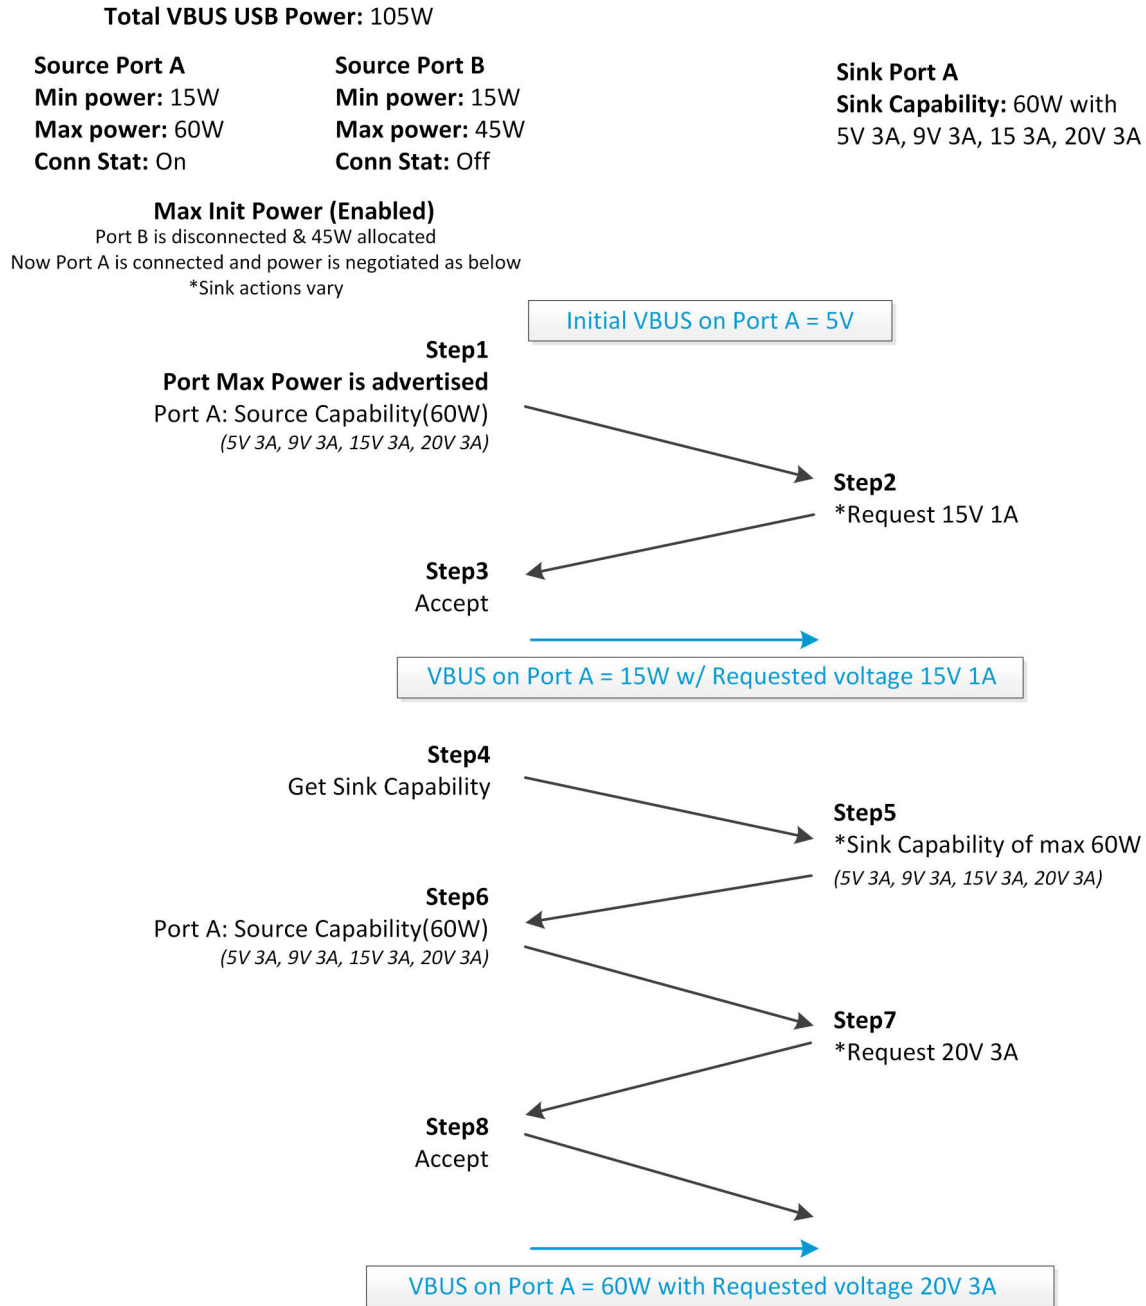 Total VBUS USB Power: 105W
Source Port A
Min power: 15W
Max power: 60W
Conn Stat: On
Source Port B
Min power: 15W
Max power: 45W
Conn Stat: Off
Sink Port A
Sink Capability: 60W with
5V 3A, 9V 3A, 15 3A, 20V 3A
Max Init Power (Enabled)
Port B is disconnected & 45W allocated
Now Port A is connected and power is negotiated as below
*Sink actions vary
Initial VBUS on Port A = 5V
Step1
Port Max Power is advertised
Port A: Source Capability(60W)
(5V 3A, 9V 3A, 15V 3A, 20V 3A)
Step2
*Request 15V 1A
Step3
Accept
VBUS on Port A = 15W w/ Requested voltage 15V 1A
Step4
Get Sink Capability
Step5
*Sink Capability of max 60W
(5V 3A, 9V 3A, 15V 3A, 20V 3A)
Step6
Port A: Source Capability(60W)
(5V 3A, 9V 3A, 15V 3A, 20V 3A)
Step7
*Request 20V 3A
Step8
Accept
VBUS on Port A = 60W with Requested voltage 20V 3A